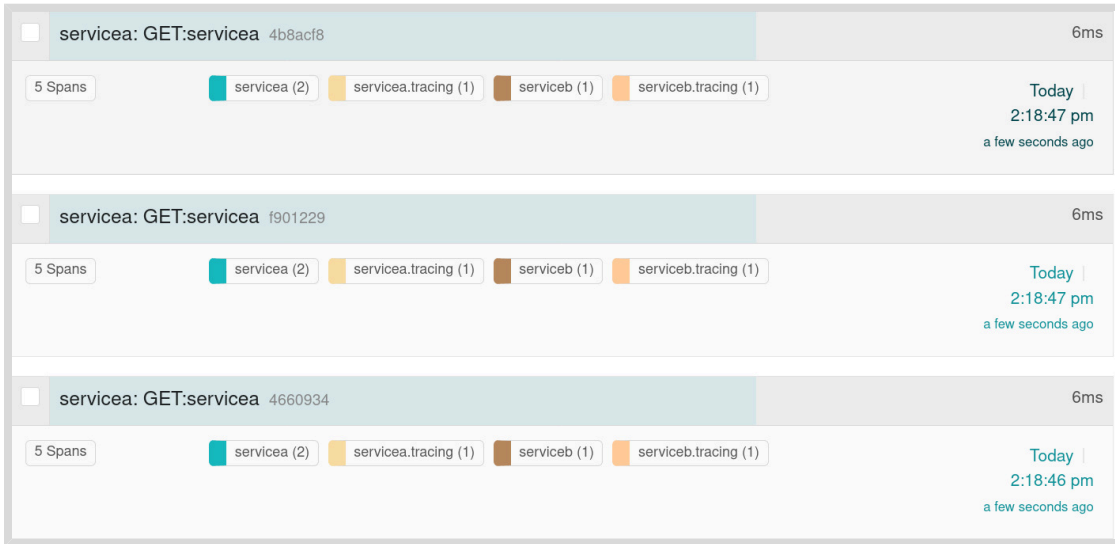 servicea: GET:servicea 4b8acf8 6ms
5 Spans servicea (2) servicea.tracing (1) serviceb (1) serviceb.tracing (1) Today
2:18:47 pm
a few seconds ago
servicea: GET:servicea f901229 6ms
5 Spans servicea (2) servicea.tracing (1) serviceb (1) serviceb.tracing (1) Today
2:18:47 pm
a few seconds ago
servicea: GET:servicea 4660934 6ms
5 Spans servicea (2) servicea.tracing (1) serviceb (1) serviceb.tracing (1) Today
2:18:46 pm
a few seconds ago